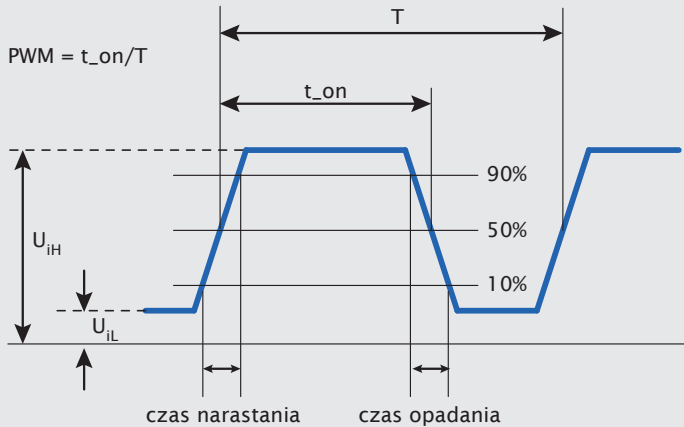 T
PWM = t_on/T
t_on
90%
50%
U_iH
10%
U_iL
czas narastania czas opadania